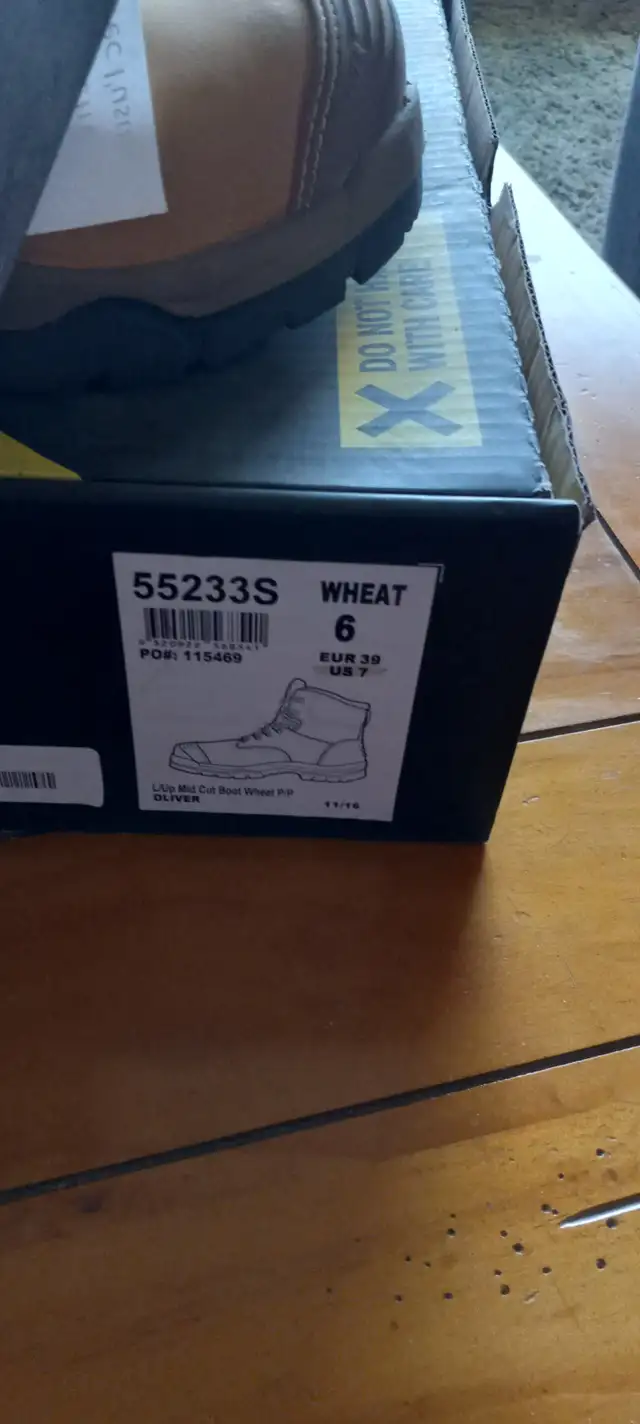 DO NOT
WITH CARE
55233S
WHEAT
6
PO#: 115469
EUR 39
US 7
L/Up Mid Cut Boot Wheat P/P
OLIVER
11/16